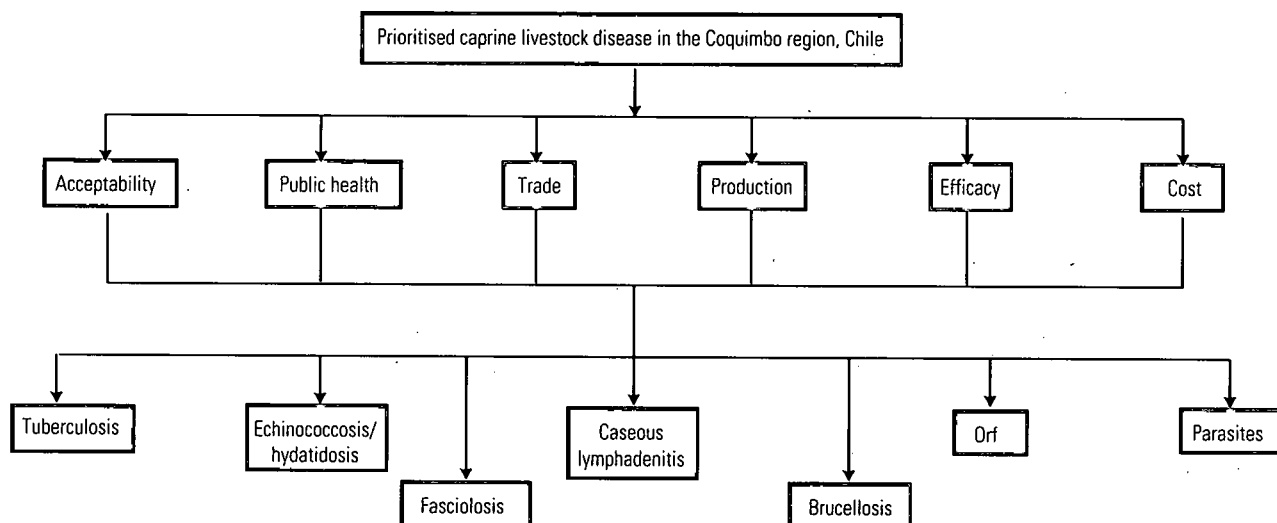 Prioritised caprine livestock disease in the Coquimbo region, Chile
Acceptability
Public health
Trade
Production
Efficacy
Cost
Tuberculosis
Echinococcosis/
hydatidosis
Fasciolosis
Caseous
lymphadenitis
Brucellosis
Orf
Parasites